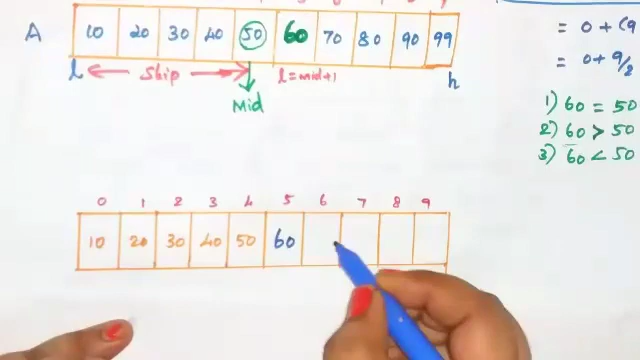 = 0 + (9
A 10 20 30 40 50 60 70 80 90 99
= 0 + 9/2
l skip l = mid+1 h
Mid
1) 60 = 50
2) 60 > 50
3) 60 < 50
0 1 2 3 4 5 6 7 8 9
10 20 30 40 50 60